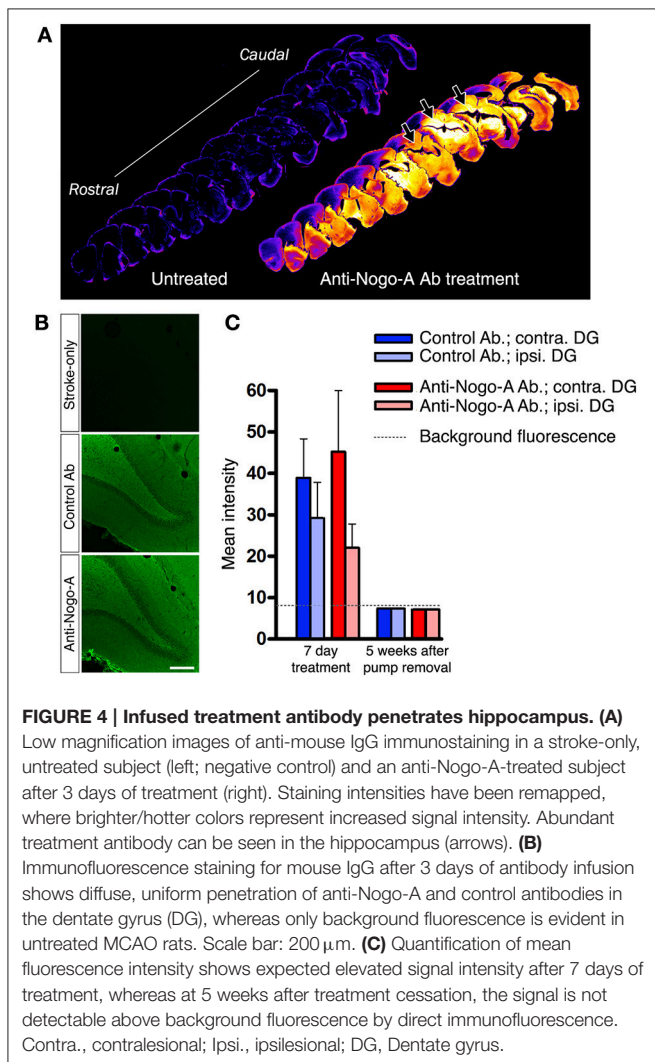 A
Caudal
Rostral
Untreated
Anti-Nogo-A Ab treatment
B
Stroke-only
Control Ab
Anti-Nogo-A
C
Control Ab.; contra. DG
Control Ab.; ipsi. DG
Anti-Nogo-A Ab.; contra. DG
Anti-Nogo-A Ab.; ipsi. DG
Background fluorescence
Mean intensity
60
50
40
30
20
10
0
7 day
treatment
5 weeks after
pump removal
FIGURE 4 | Infused treatment antibody penetrates hippocampus. (A)
Low magnification images of anti-mouse IgG immunostaining in a stroke-only,
untreated subject (left; negative control) and an anti-Nogo-A-treated subject
after 3 days of treatment (right). Staining intensities have been remapped,
where brighter/hotter colors represent increased signal intensity. Abundant
treatment antibody can be seen in the hippocampus (arrows). (B)
Immunofluorescence staining for mouse IgG after 3 days of antibody infusion
shows diffuse, uniform penetration of anti-Nogo-A and control antibodies in
the dentate gyrus (DG), whereas only background fluorescence is evident in
untreated MCAO rats. Scale bar: 200 μm. (C) Quantification of mean
fluorescence intensity shows expected elevated signal intensity after 7 days of
treatment, whereas at 5 weeks after treatment cessation, the signal is not
detectable above background fluorescence by direct immunofluorescence.
Contra., contralesional; Ipsi., ipsilesional; DG, Dentate gyrus.